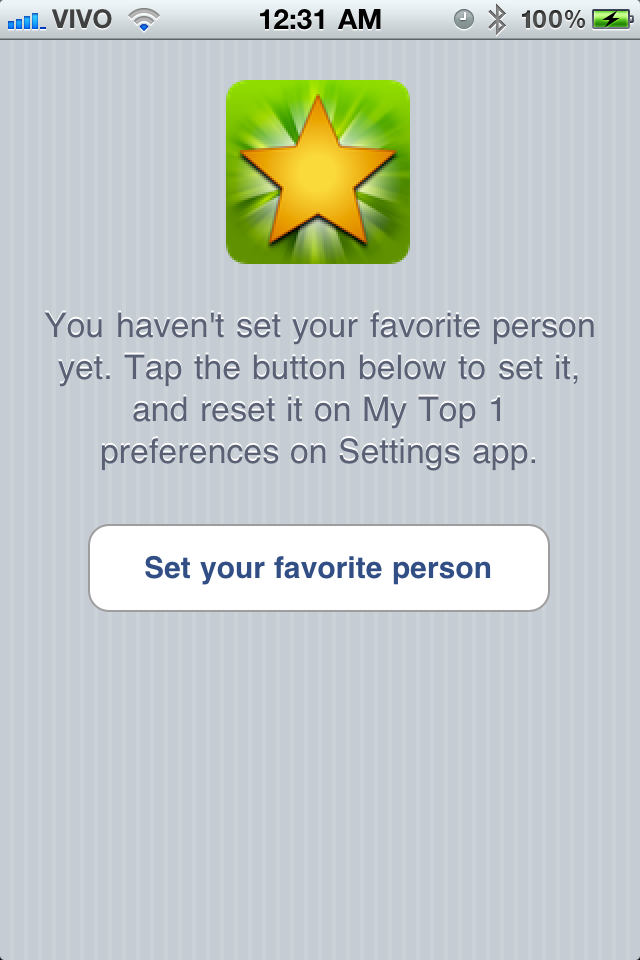 VIVO 12:31 AM 100%
You haven't set your favorite person
yet. Tap the button below to set it,
and reset it on My Top 1
preferences on Settings app.
Set your favorite person